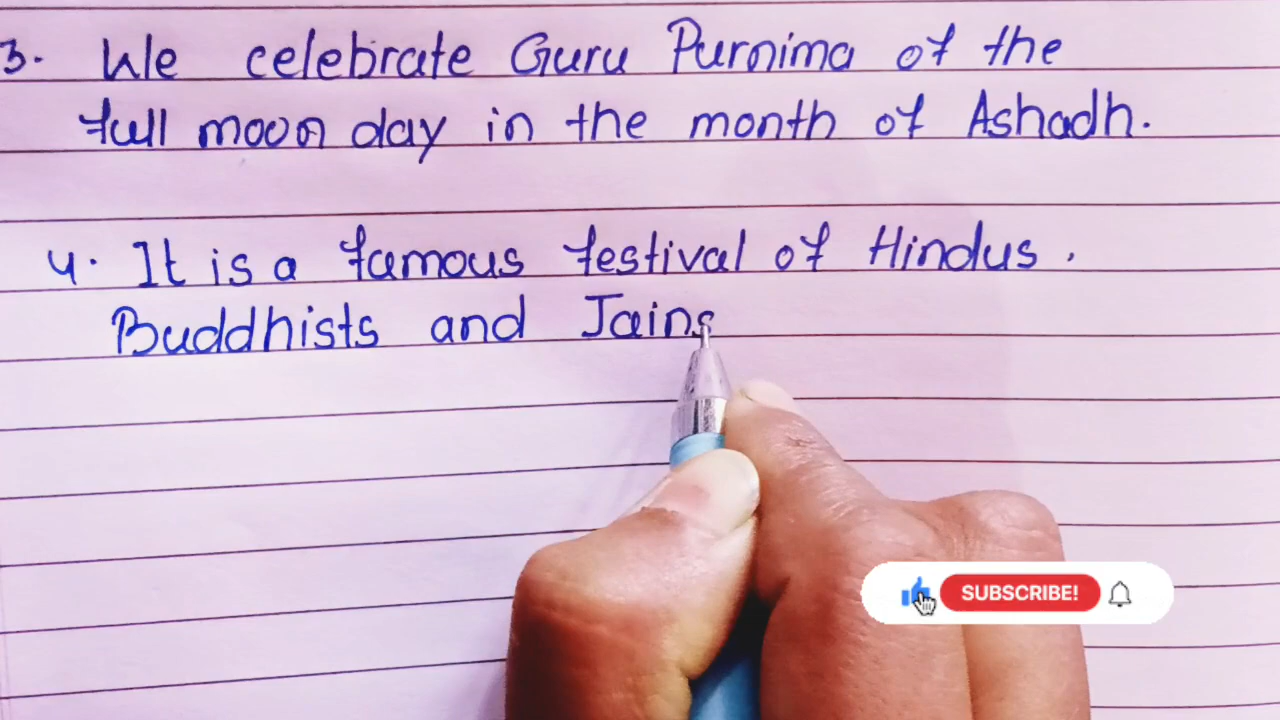 3. We celebrate Guru Purnima of the
full moon day in the month of Ashadh.
4. It is a famous festival of Hindus.
Buddhists and Jains
SUBSCRIBE!